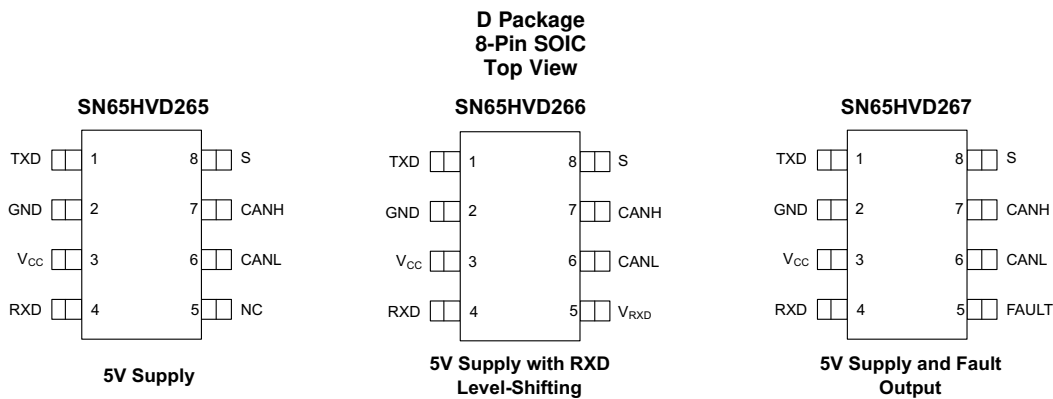 D Package
8-Pin SOIC
Top View
SN65HVD265
TXD 1 8 S
GND 2 7 CANH
VCC 3 6 CANL
RXD 4 5 NC
5V Supply
SN65HVD266
TXD 1 8 S
GND 2 7 CANH
VCC 3 6 CANL
RXD 4 5 VRXD
5V Supply with RXD
Level-Shifting
SN65HVD267
TXD 1 8 S
GND 2 7 CANH
VCC 3 6 CANL
RXD 4 5 FAULT
5V Supply and Fault
Output